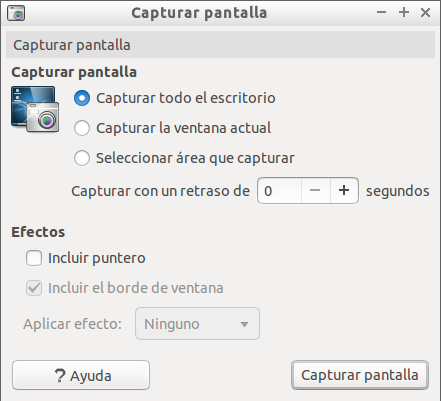 Capturar pantalla
Capturar pantalla
Capturar pantalla
Capturar todo el escritorio
Capturar la ventana actual
Seleccionar área que capturar
Capturar con un retraso de 0 segundos
Efectos
Incluir puntero
Incluir el borde de ventana
Aplicar efecto: Ninguno
? Ayuda Capturar pantalla